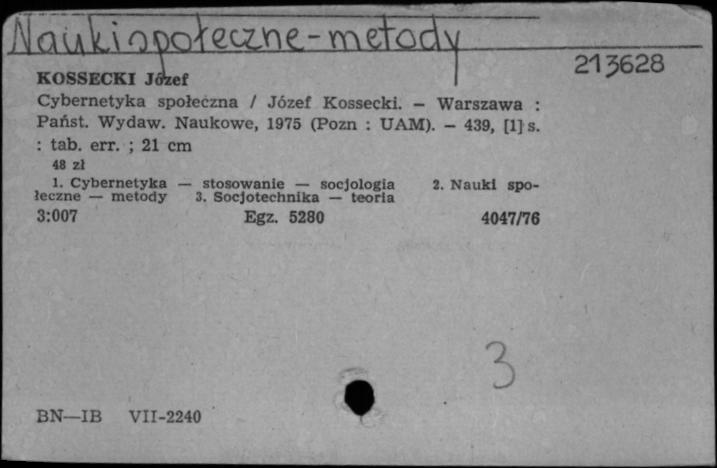 Nauki społeczne - metody
213628
KOSSECKI Józef
Cybernetyka społeczna / Józef Kossecki. — Warszawa :
Państ. Wydaw. Naukowe, 1975 (Pozn : UAM). — 439, [1] s.
: tab. err. ; 21 cm
48 zł
1. Cybernetyka — stosowanie — socjologia 2. Nauki spo-
łeczne — metody 3. Socjotechnika — teoria
3:007 Egz. 5280 4047/76
3
BN—IB VII-2240